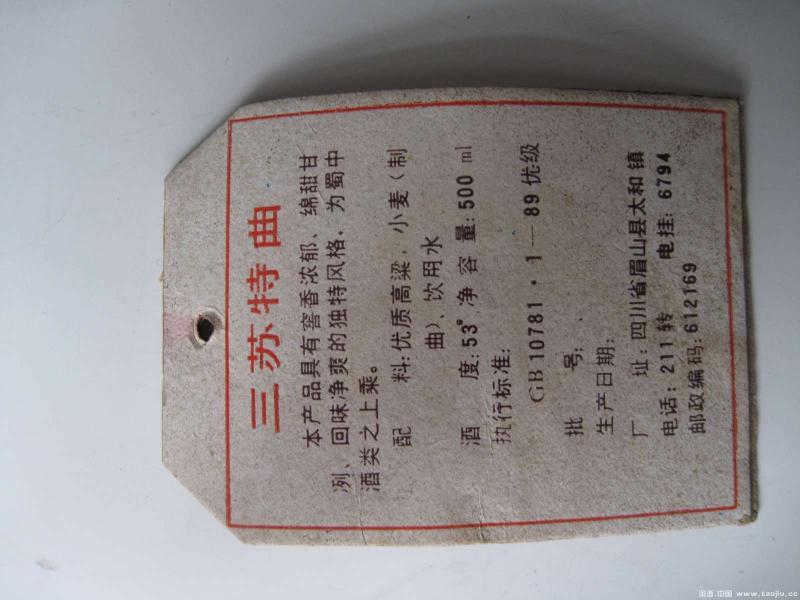 三苏特曲
本产品具有窖香浓郁、绵甜甘
冽、回味净爽的独特风格，为蜀中
酒类之上乘。
配 料:优质高粱、小麦（制
曲）、饮用水
酒 度:53° 净 容 量:500 ml
执行标准:
GB 10781·1—89 优级
批 号:
生产日期:
厂 址:四川省眉山县太和镇
电话:211转 电挂:6794
邮政编码:612169
www.taojiu.cc